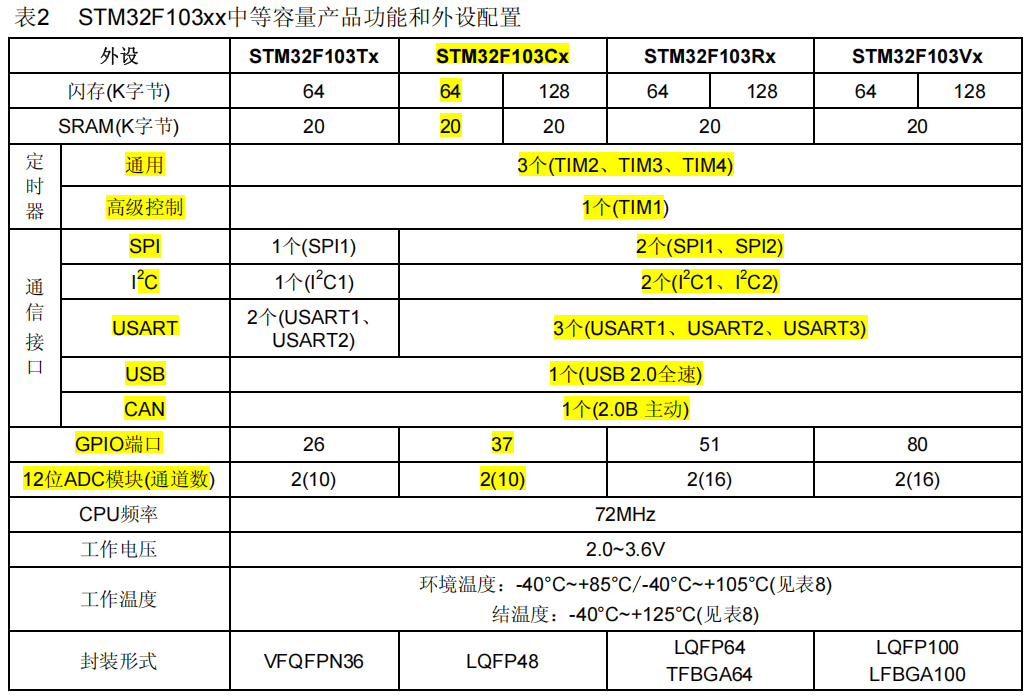 表2 STM32F103xx中等容量产品功能和外设配置
外设 STM32F103Tx STM32F103Cx STM32F103Rx STM32F103Vx
闪存(K字节) 64 64 128 64 128 64 128
SRAM(K字节) 20 20 20 20 20
定时器
通用 3个(TIM2、TIM3、TIM4)
高级控制 1个(TIM1)
通信接口
SPI 1个(SPI1) 2个(SPI1、SPI2)
I²C 1个(I²C1) 2个(I²C1、I²C2)
USART 2个(USART1、
USART2) 3个(USART1、USART2、USART3)
USB 1个(USB 2.0全速)
CAN 1个(2.0B 主动)
GPIO端口 26 37 51 80
12位ADC模块(通道数) 2(10) 2(10) 2(16) 2(16)
CPU频率 72MHz
工作电压 2.0~3.6V
工作温度 环境温度：-40°C~+85°C/-40°C~+105°C(见表8)
结温度：-40°C~+125°C(见表8)
封装形式 VFQFPN36 LQFP48 LQFP64
TFBGA64 LQFP100
LFBGA100